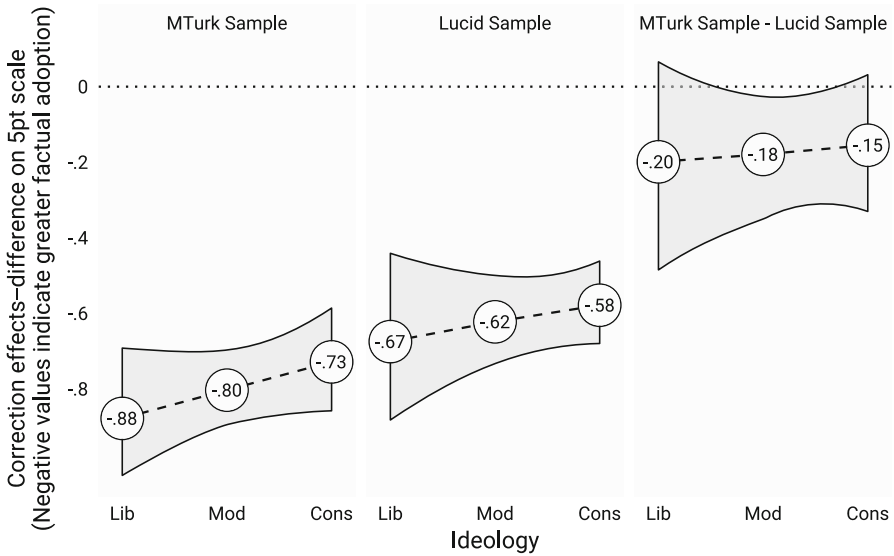 MTurk Sample
Lucid Sample
MTurk Sample - Lucid Sample
Correction effects–difference on 5pt scale
(Negative values indicate greater factual adoption)
0
-.2
-.4
-.6
-.8
-.88
-.80
-.73
-.67
-.62
-.58
-.20
-.18
-.15
Lib Mod Cons
Lib Mod Cons
Lib Mod Cons
Ideology